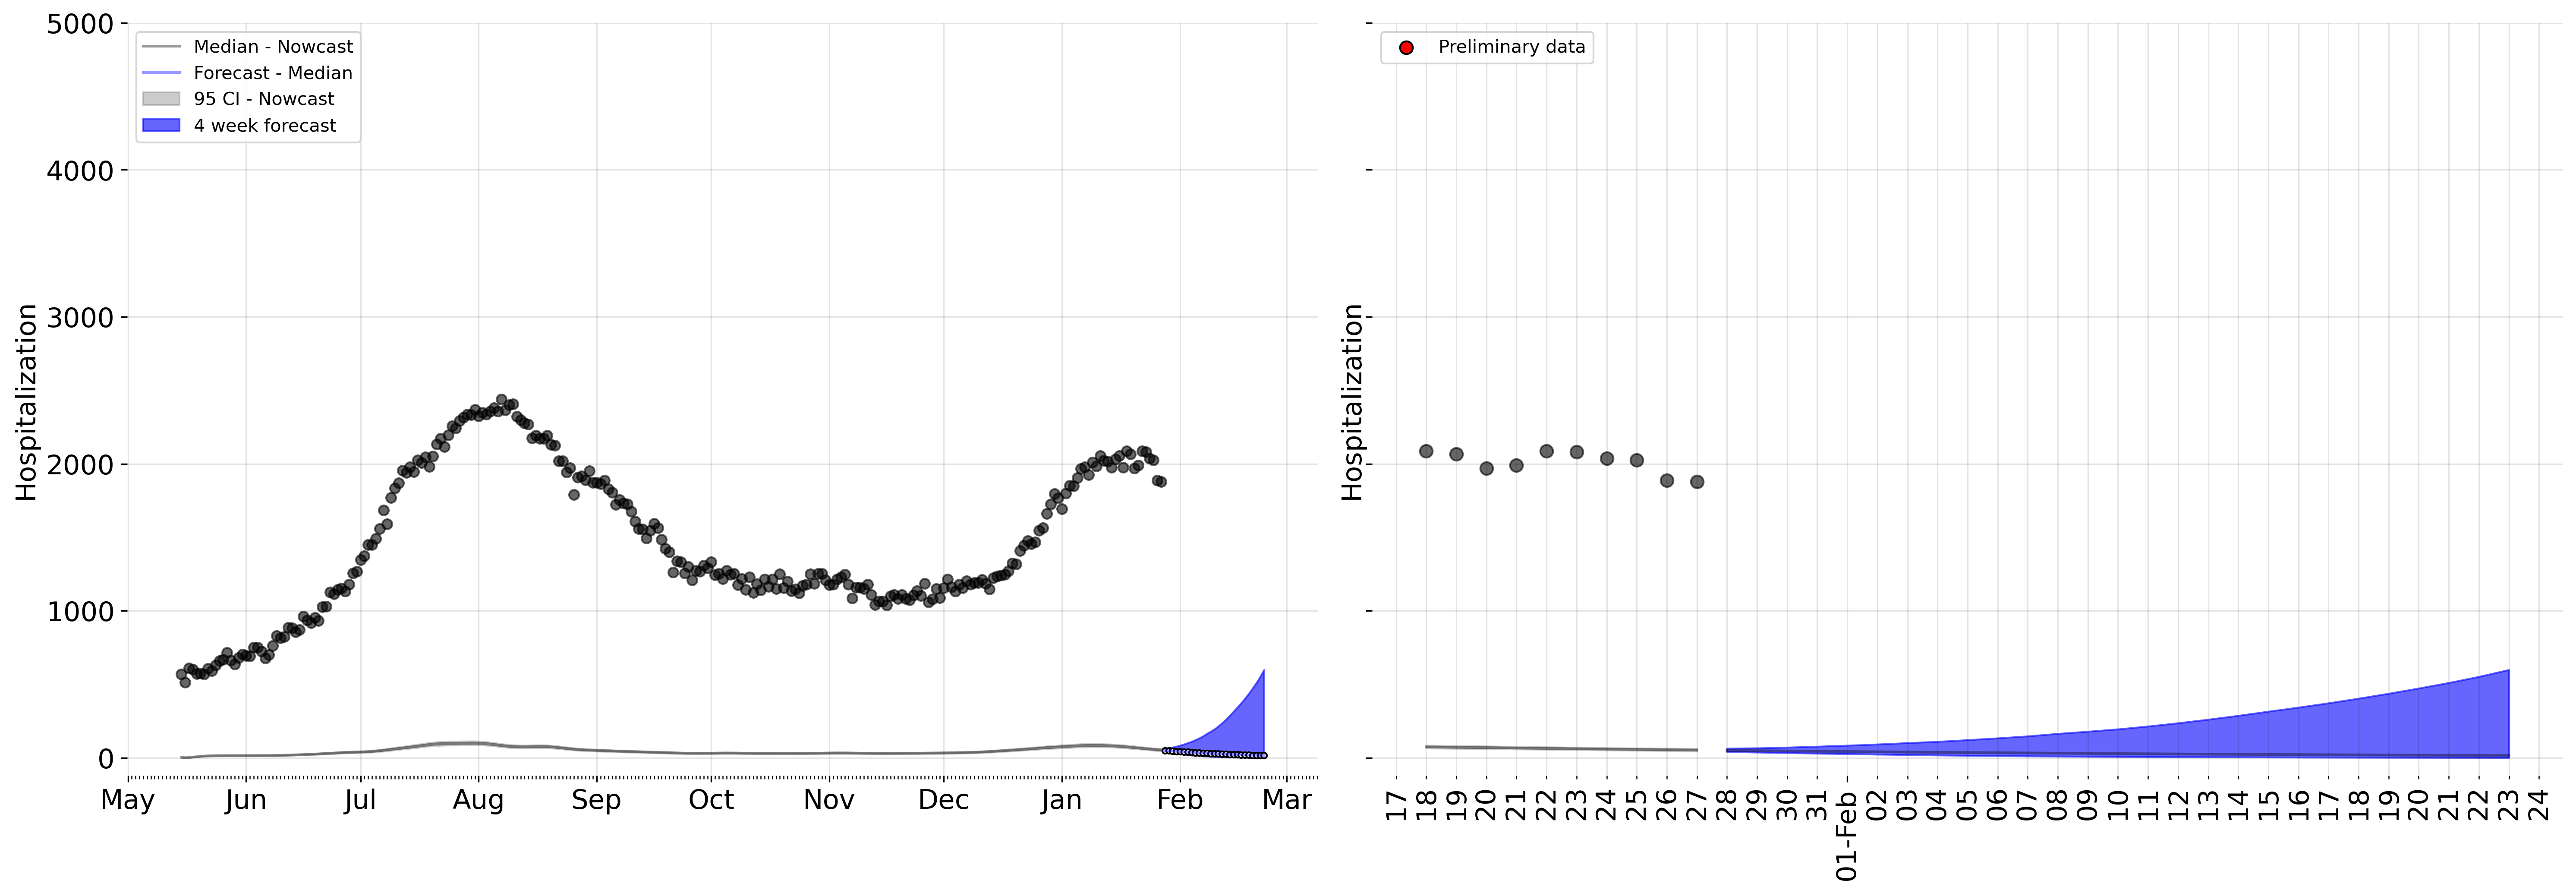 5000
4000
3000
2000
1000
0
Hospitalization
Median - Nowcast
Forecast - Median
95 CI - Nowcast
4 week forecast
May Jun Jul Aug Sep Oct Nov Dec Jan Feb Mar
Hospitalization
Preliminary data
17 18 19 20 21 22 23 24 25 26 27 28 29 30 31 01-Feb 02 03 04 05 06 07 08 09 10 11 12 13 14 15 16 17 18 19 20 21 22 23 24